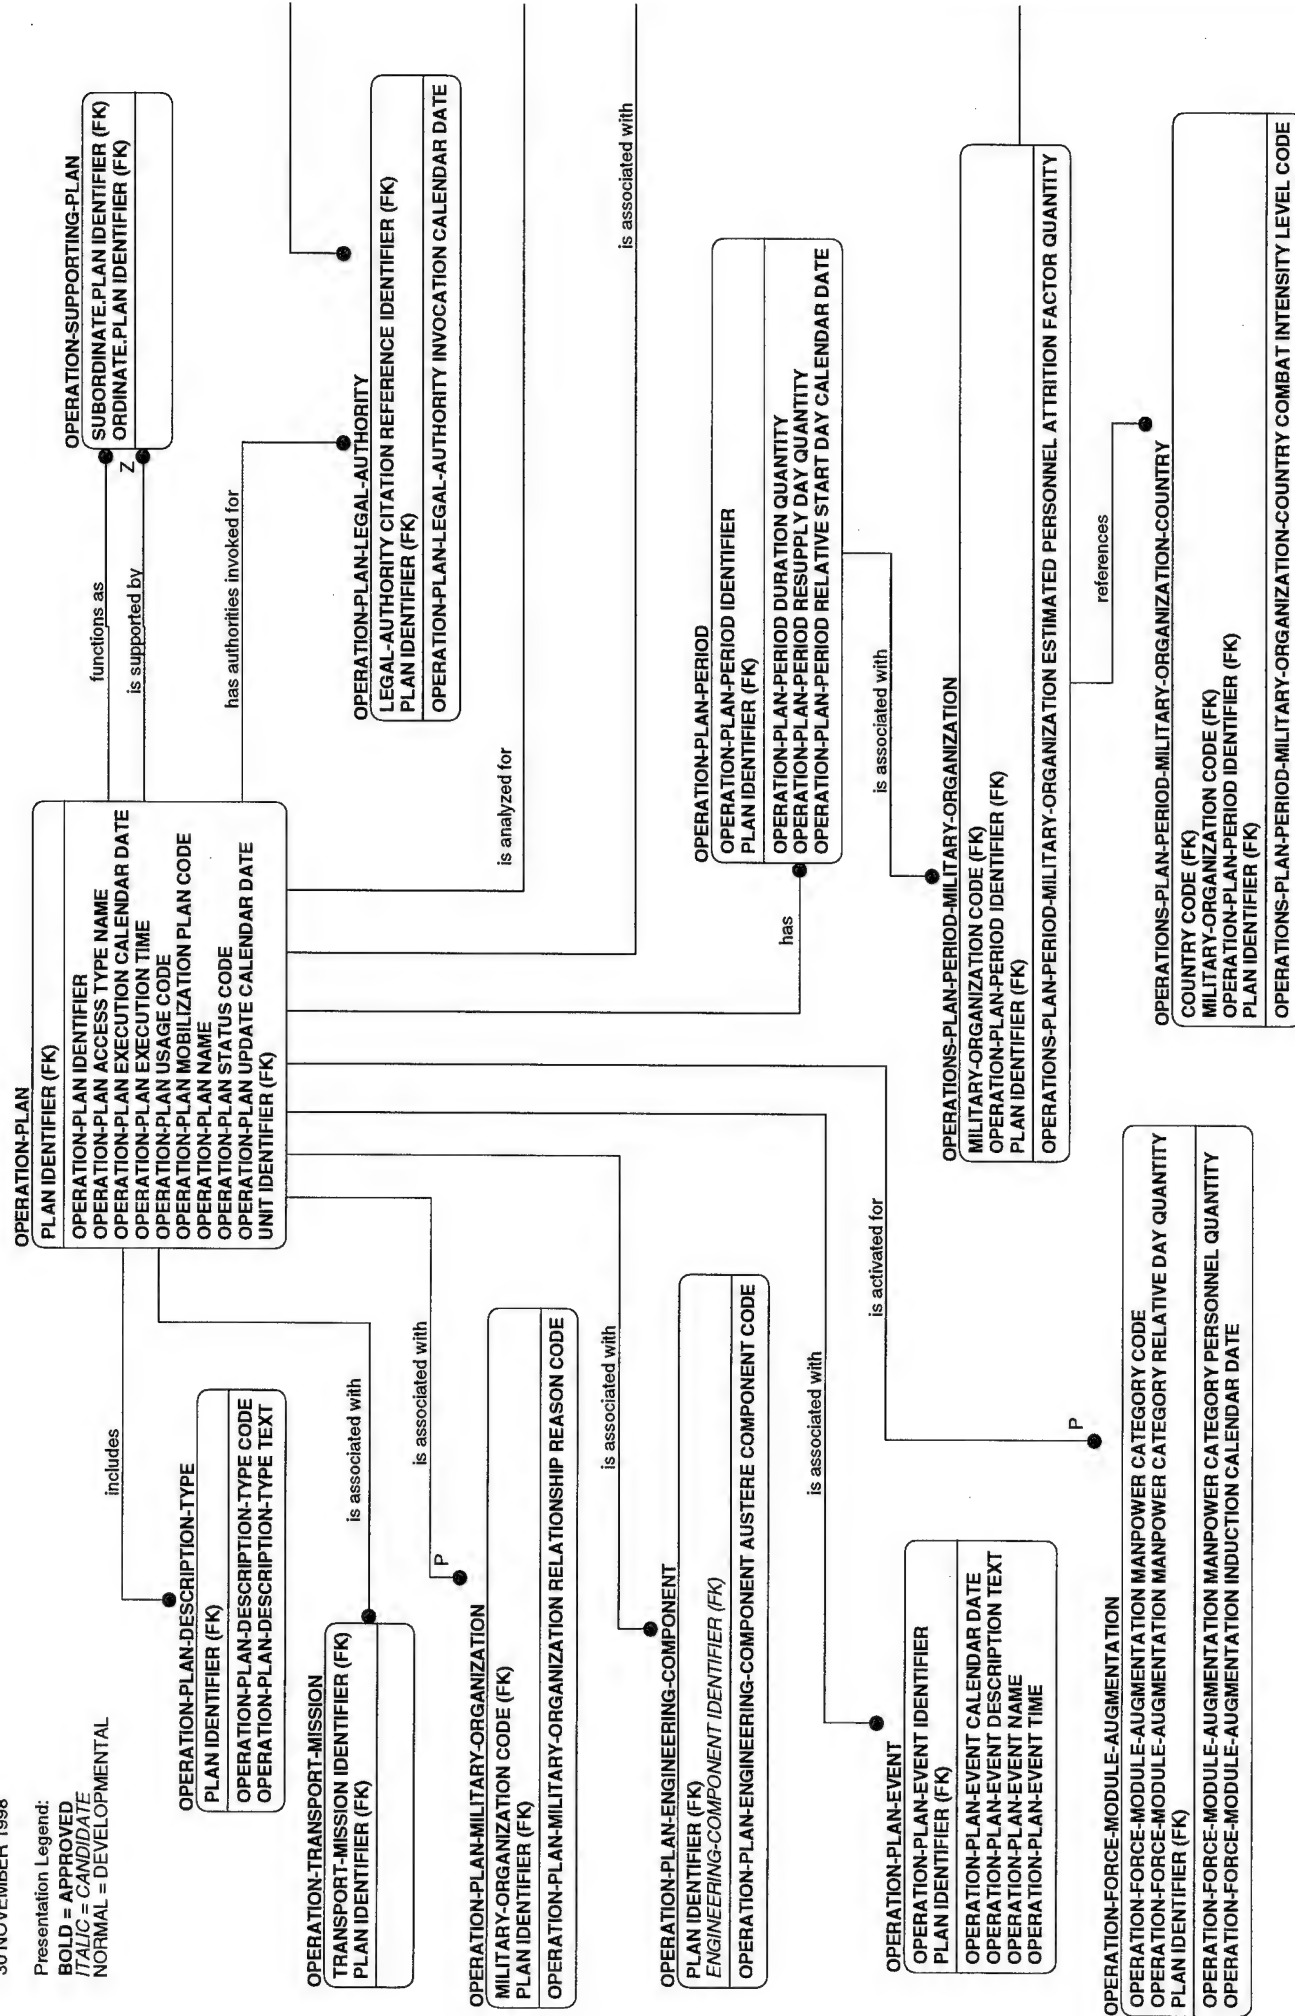 30 NOVEMBER 1998
Presentation Legend:
BOLD = APPROVED
ITALIC = CANDIDATE
NORMAL = DEVELOPMENTAL
OPERATION-PLAN
PLAN IDENTIFIER (FK)
OPERATION-PLAN IDENTIFIER
OPERATION-PLAN ACCESS TYPE NAME
OPERATION-PLAN EXECUTION CALENDAR DATE
OPERATION-PLAN EXECUTION TIME
OPERATION-PLAN USAGE CODE
OPERATION-PLAN MOBILIZATION PLAN CODE
OPERATION-PLAN NAME
OPERATION-PLAN STATUS CODE
OPERATION-PLAN UPDATE CALENDAR DATE
UNIT IDENTIFIER (FK)
functions as
is supported by
Z
OPERATION-SUPPORTING-PLAN
SUBORDINATE.PLAN IDENTIFIER (FK)
ORDINATE.PLAN IDENTIFIER (FK)
has authorities invoked for
OPERATION-PLAN-LEGAL-AUTHORITY
LEGAL-AUTHORITY CITATION REFERENCE IDENTIFIER (FK)
PLAN IDENTIFIER (FK)
OPERATION-PLAN-LEGAL-AUTHORITY INVOCATION CALENDAR DATE
is analyzed for
is associated with
includes
OPERATION-PLAN-DESCRIPTION-TYPE
PLAN IDENTIFIER (FK)
OPERATION-PLAN-DESCRIPTION-TYPE CODE
OPERATION-PLAN-DESCRIPTION-TYPE TEXT
is associated with
OPERATION-TRANSPORT-MISSION
TRANSPORT-MISSION IDENTIFIER (FK)
PLAN IDENTIFIER (FK)
is associated with
P
OPERATION-PLAN-MILITARY-ORGANIZATION
MILITARY-ORGANIZATION CODE (FK)
PLAN IDENTIFIER (FK)
OPERATION-PLAN-MILITARY-ORGANIZATION RELATIONSHIP REASON CODE
is associated with
OPERATION-PLAN-ENGINEERING-COMPONENT
PLAN IDENTIFIER (FK)
ENGINEERING-COMPONENT IDENTIFIER (FK)
OPERATION-PLAN-ENGINEERING-COMPONENT AUSTERE COMPONENT CODE
has
OPERATION-PLAN-PERIOD
OPERATION-PLAN-PERIOD IDENTIFIER
PLAN IDENTIFIER (FK)
OPERATION-PLAN-PERIOD DURATION QUANTITY
OPERATION-PLAN-PERIOD RESUPPLY DAY QUANTITY
OPERATION-PLAN-PERIOD RELATIVE START DAY CALENDAR DATE
is associated with
is associated with
OPERATION-PLAN-EVENT
OPERATION-PLAN-EVENT IDENTIFIER
PLAN IDENTIFIER (FK)
OPERATION-PLAN-EVENT CALENDAR DATE
OPERATION-PLAN-EVENT DESCRIPTION TEXT
OPERATION-PLAN-EVENT NAME
OPERATION-PLAN-EVENT TIME
is activated for
P
OPERATIONS-PLAN-PERIOD-MILITARY-ORGANIZATION
MILITARY-ORGANIZATION CODE (FK)
OPERATION-PLAN-PERIOD IDENTIFIER (FK)
PLAN IDENTIFIER (FK)
OPERATIONS-PLAN-PERIOD-MILITARY-ORGANIZATION ESTIMATED PERSONNEL ATTRITION FACTOR QUANTITY
references
OPERATION-FORCE-MODULE-AUGMENTATION
OPERATION-FORCE-MODULE-AUGMENTATION MANPOWER CATEGORY CODE
OPERATION-FORCE-MODULE-AUGMENTATION MANPOWER CATEGORY RELATIVE DAY QUANTITY
PLAN IDENTIFIER (FK)
OPERATION-FORCE-MODULE-AUGMENTATION MANPOWER CATEGORY PERSONNEL QUANTITY
OPERATION-FORCE-MODULE-AUGMENTATION INDUCTION CALENDAR DATE
OPERATIONS-PLAN-PERIOD-MILITARY-ORGANIZATION-COUNTRY
COUNTRY CODE (FK)
MILITARY-ORGANIZATION CODE (FK)
OPERATION-PLAN-PERIOD IDENTIFIER (FK)
PLAN IDENTIFIER (FK)
OPERATIONS-PLAN-PERIOD-MILITARY-ORGANIZATION-COUNTRY COMBAT INTENSITY LEVEL CODE